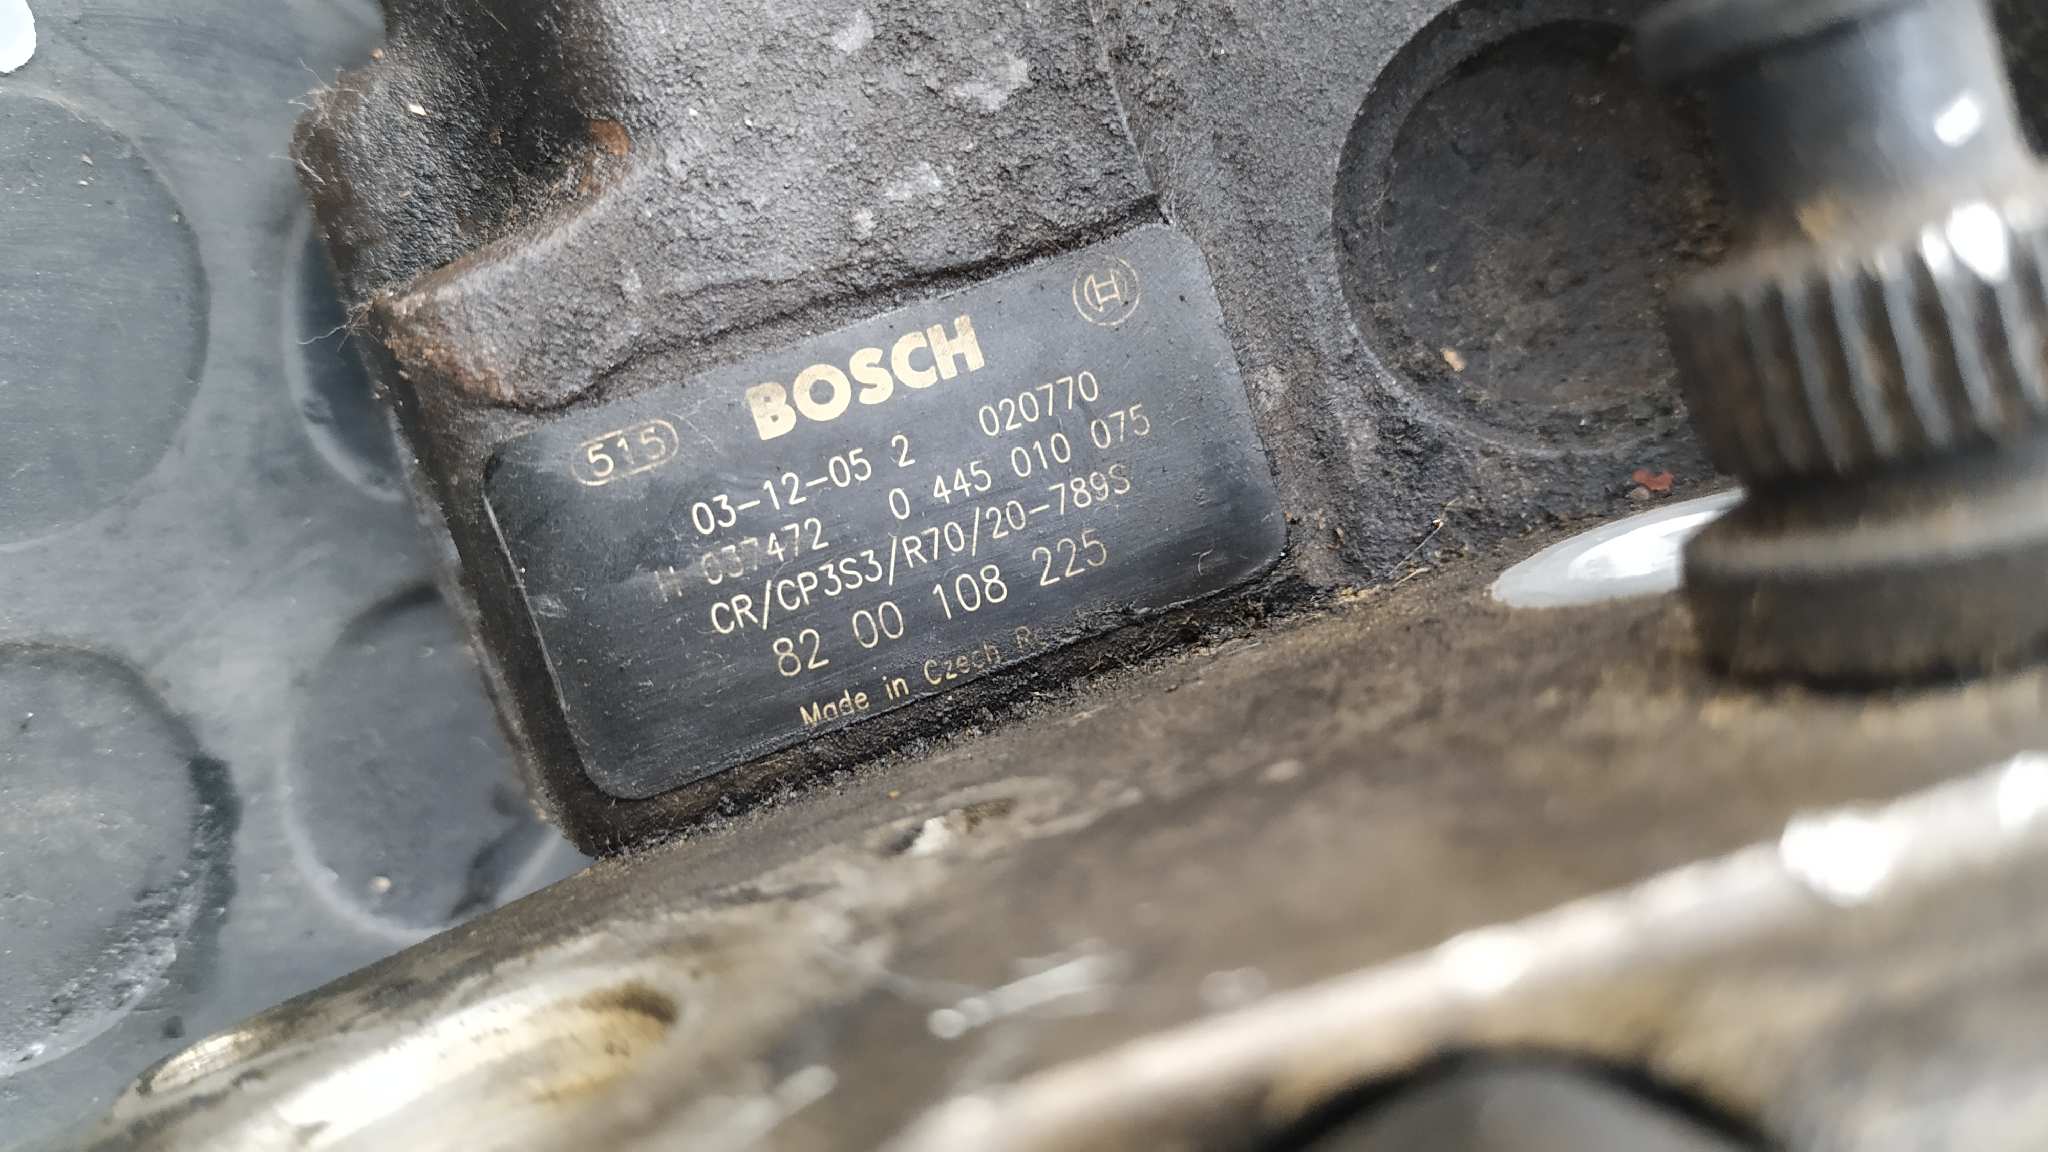 BOSCH
515
03-12-05 2 020770
H 037472 0 445 010 075
CR/CP3S3/R70/20-789S
82 00 108 225
Made in Czech